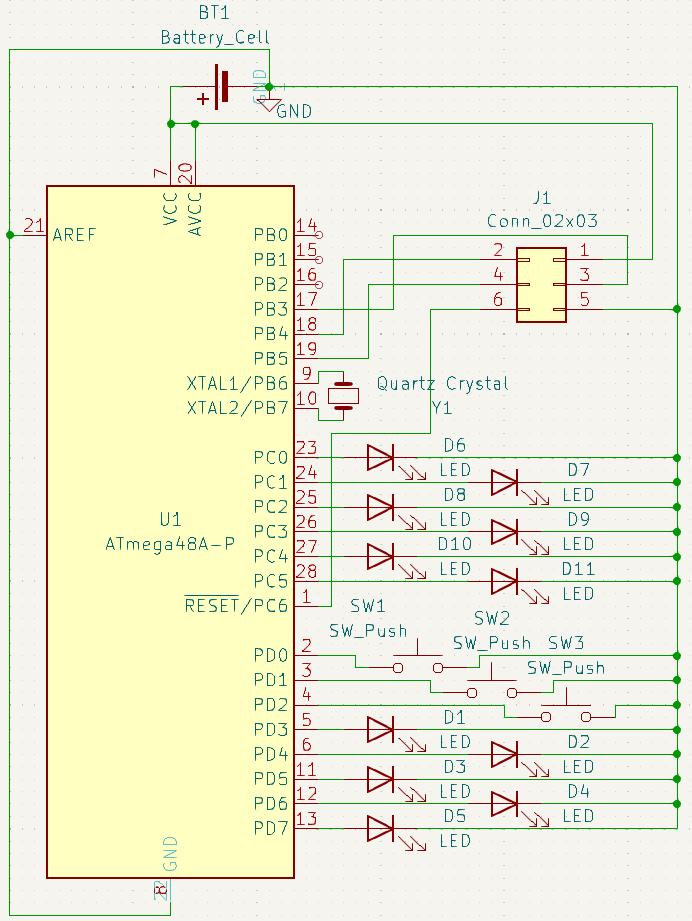 BT1
Battery_Cell
GND
+
GND
7
20
VCC
AVCC
21
AREF
J1
Conn_02x03
PB0 14
PB1 15
PB2 16
PB3 17
PB4 18
PB5 19
2 1
4 3
6 5
XTAL1/PB6 9
XTAL2/PB7 10
Quartz Crystal
Y1
PC0 23
PC1 24
PC2 25
PC3 26
PC4 27
PC5 28
RESET/PC6 1
U1
ATmega48A-P
D6
LED
D7
LED
D8
LED
D9
LED
D10
LED
D11
LED
SW1
SW_Push
SW2
SW_Push
SW3
SW_Push
PD0 2
PD1 3
PD2 4
PD3 5
PD4 6
PD5 11
PD6 12
PD7 13
D1
LED
D2
LED
D3
LED
D4
LED
D5
LED
GND